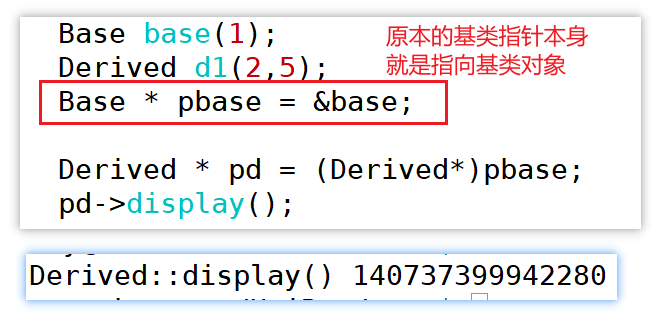 Base base(1);
原本的基类指针本身
Derived d1(2,5);
就是指向基类对象
Base * pbase = &base;
Derived * pd = (Derived*)pbase;
pd->display();
Derived::display() 140737399942280